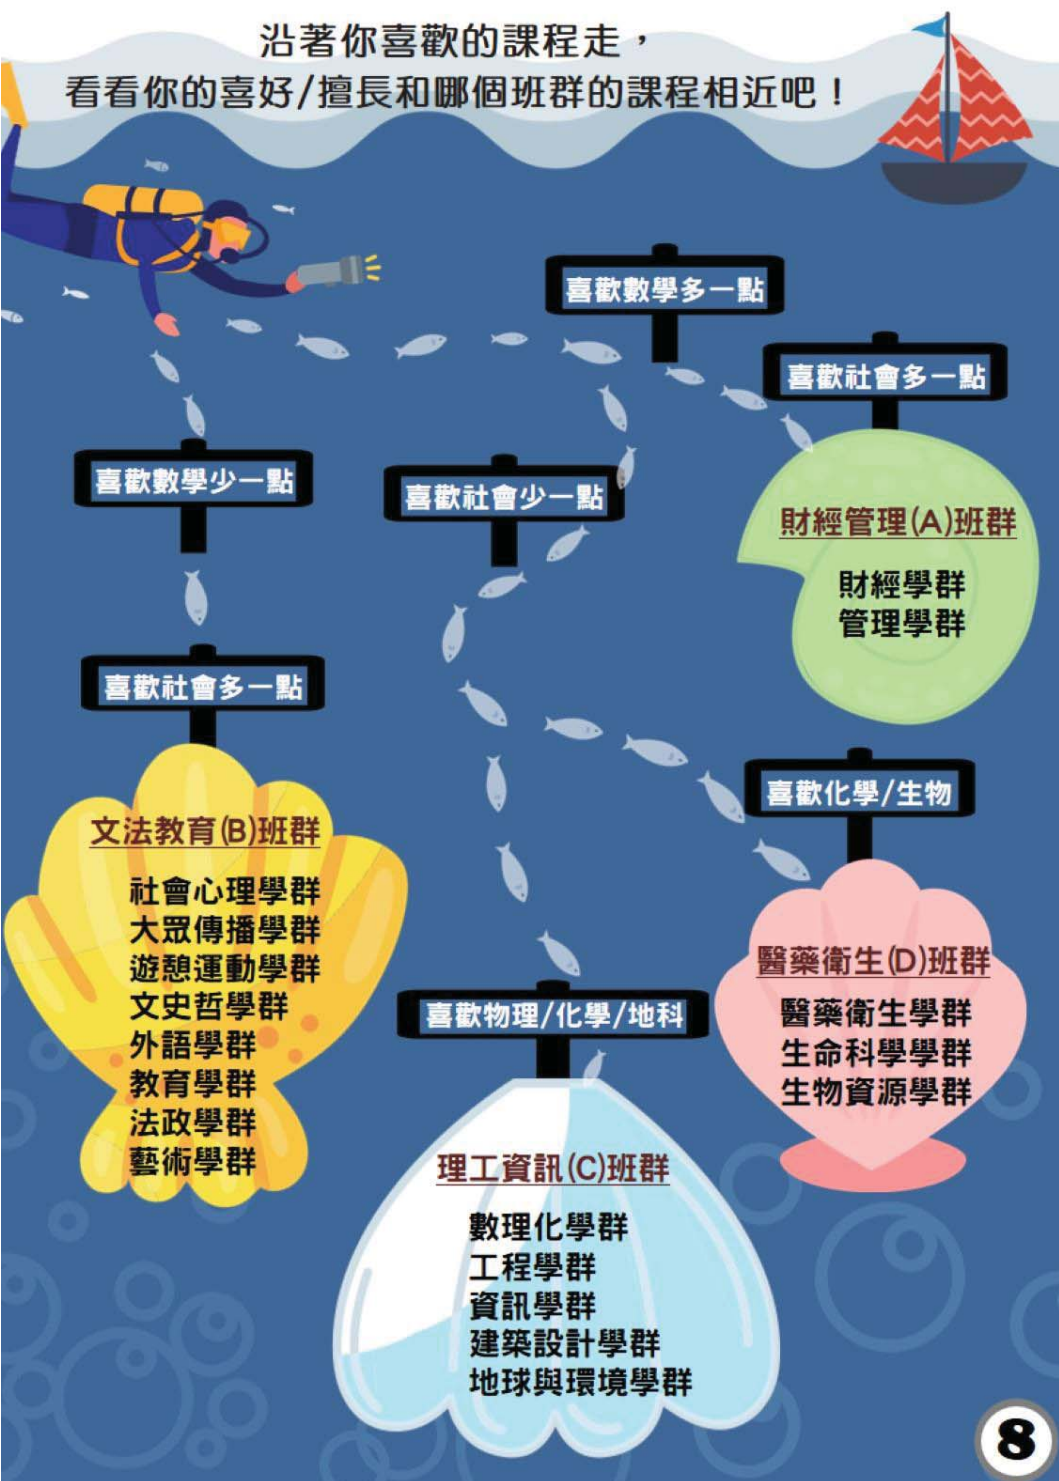 沿著你喜歡的課程走，
看看你的喜好/擅長和哪個班群的課程相近吧！
喜歡數學多一點
喜歡社會多一點
喜歡數學少一點
喜歡社會少一點
財經管理(A)班群
財經學群
管理學群
喜歡社會多一點
喜歡化學/生物
文法教育(B)班群
社會心理學群
大眾傳播學群
遊憩運動學群
文史哲學群
外語學群
教育學群
法政學群
藝術學群
醫藥衛生(D)班群
醫藥衛生學群
生命科學學群
生物資源學群
喜歡物理/化學/地科
理工資訊(C)班群
數理化學群
工程學群
資訊學群
建築設計學群
地球與環境學群
8